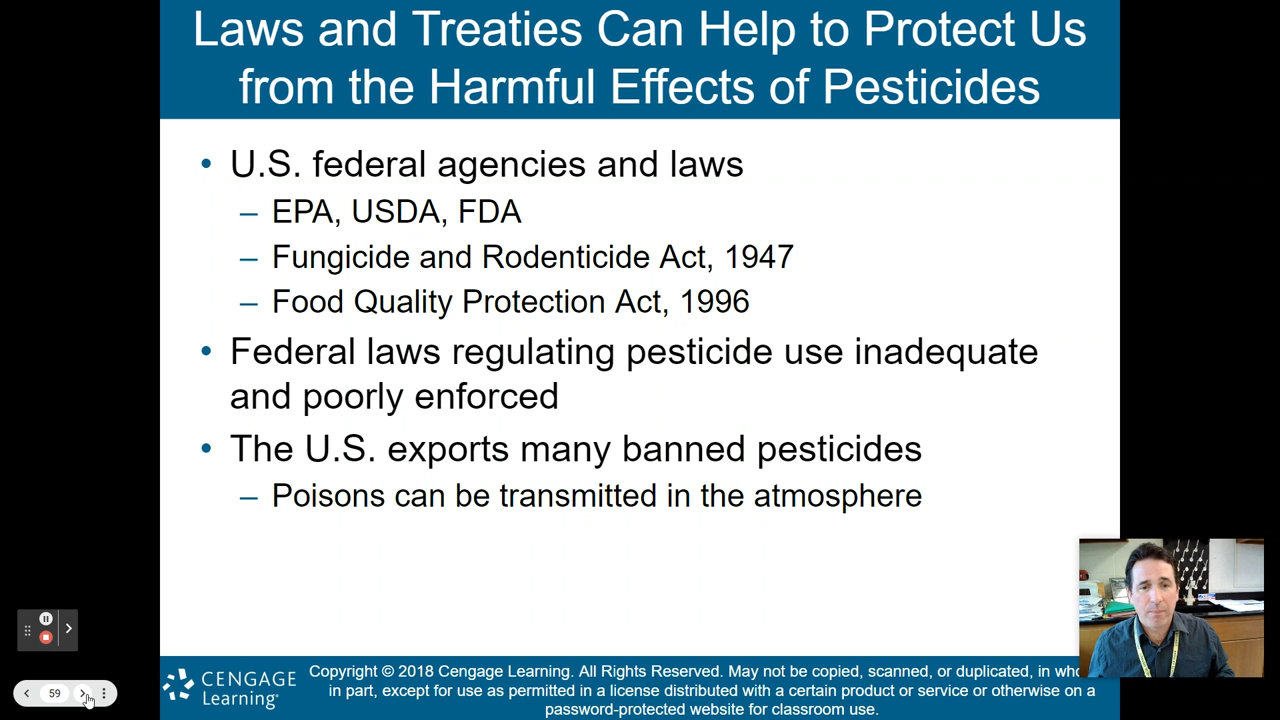 Laws and Treaties Can Help to Protect Us
from the Harmful Effects of Pesticides
• U.S. federal agencies and laws
– EPA, USDA, FDA
– Fungicide and Rodenticide Act, 1947
– Food Quality Protection Act, 1996
• Federal laws regulating pesticide use inadequate
and poorly enforced
• The U.S. exports many banned pesticides
– Poisons can be transmitted in the atmosphere
59
CENGAGE
Learning
Copyright © 2018 Cengage Learning. All Rights Reserved. May not be copied, scanned, or duplicated, in
in part, except for use as permitted in a license distributed with a certain product or service or otherwise on a
password-protected website for classroom use.